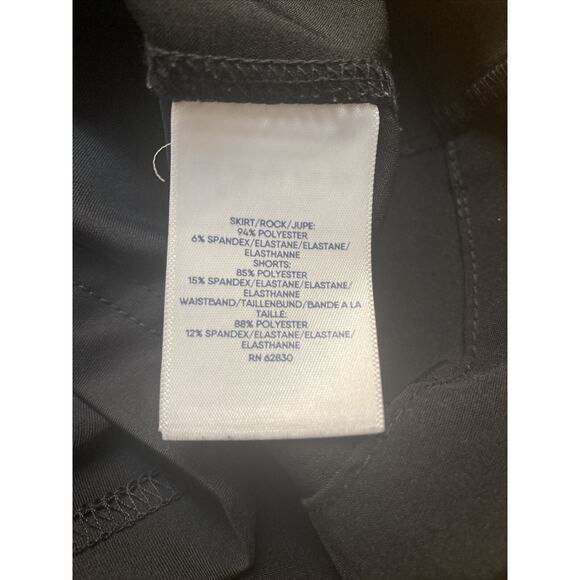 SKIRT/ROCK/JUPE:
94% POLYESTER
6% SPANDEX/ELASTANE/ELASTANE/
ELASTHANNE
SHORTS:
85% POLYESTER
15% SPANDEX/ELASTANE/ELASTANE/
ELASTHANNE
WAISTBAND/TAILLENBUND/BANDE A LA
TAILLE:
88% POLYESTER
12% SPANDEX/ELASTANE/ELASTANE/
ELASTHANNE
RN 62830